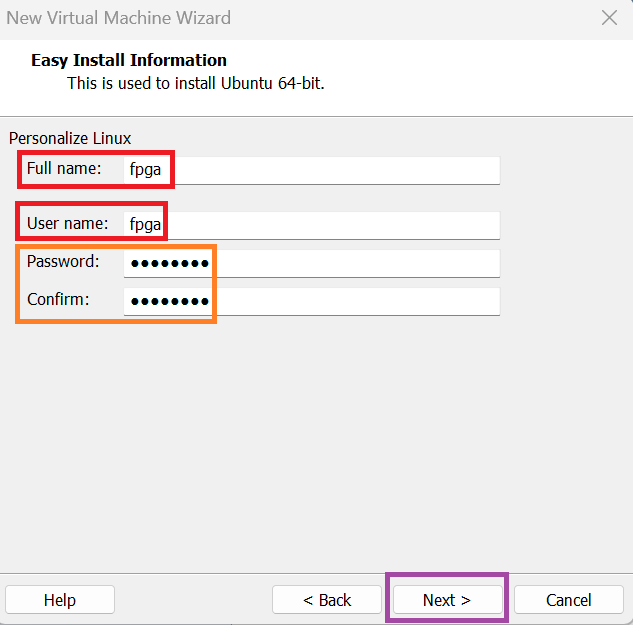 New Virtual Machine Wizard
Easy Install Information
This is used to install Ubuntu 64-bit.
Personalize Linux
Full name: fpga
User name: fpga
Password: ●●●●●●●●
Confirm: ●●●●●●●●
Help < Back Next > Cancel